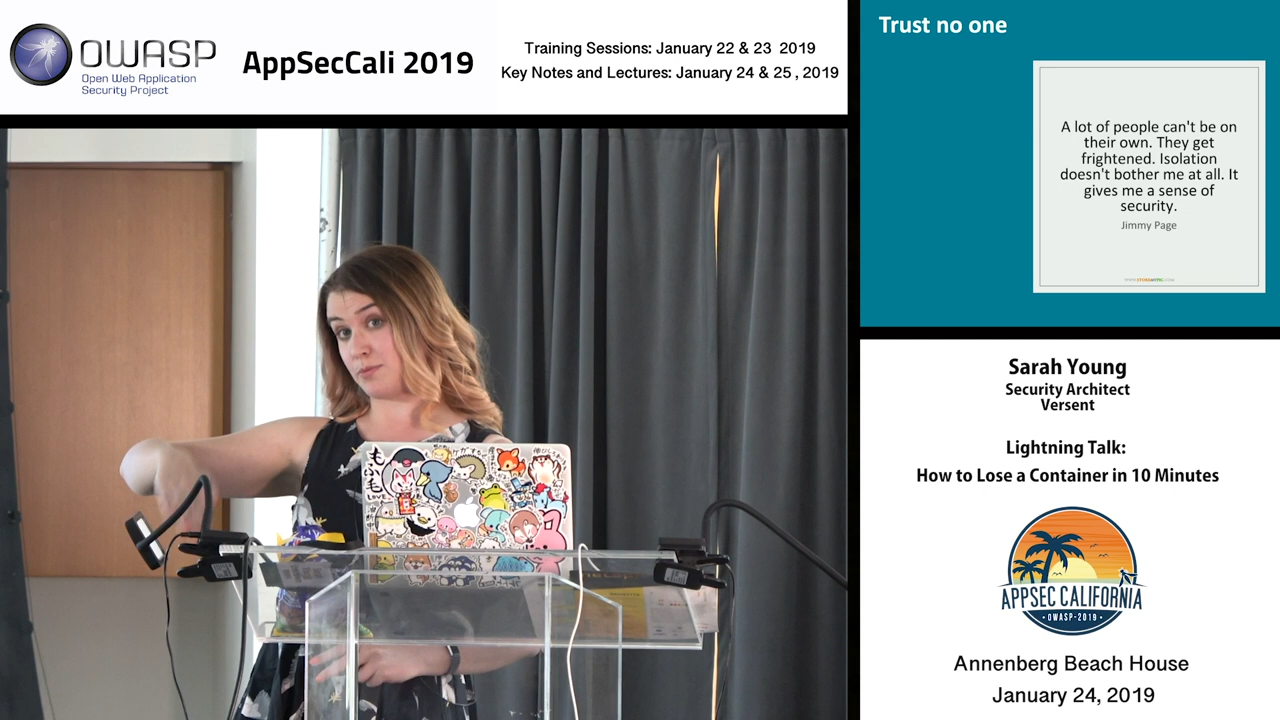 OWASP
Open Web Application
Security Project
AppSecCali 2019
Training Sessions: January 22 & 23 2019
Key Notes and Lectures: January 24 & 25 , 2019
Trust no one
A lot of people can't be on
their own. They get
frightened. Isolation
doesn't bother me at all. It
gives me a sense of
security.
Jimmy Page
Sarah Young
Security Architect
Versent
Lightning Talk:
How to Lose a Container in 10 Minutes
APPSEC CALIFORNIA
OWASP-2019
Annenberg Beach House
January 24, 2019
LOVE